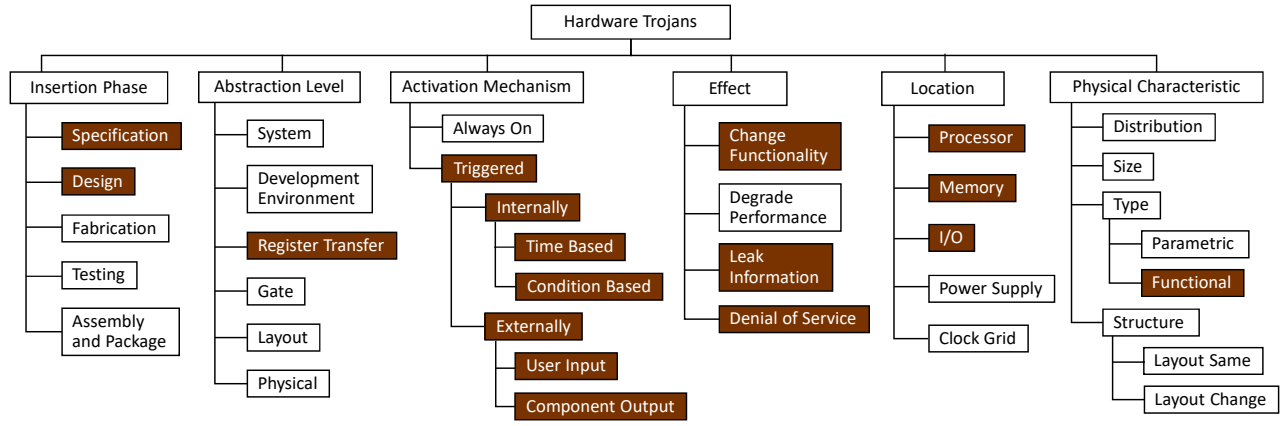 Hardware Trojans
Insertion Phase
Specification
Design
Fabrication
Testing
Assembly
and Package
Abstraction Level
System
Development
Environment
Register Transfer
Gate
Layout
Physical
Activation Mechanism
Always On
Triggered
Internally
Time Based
Condition Based
Externally
User Input
Component Output
Effect
Change
Functionality
Degrade
Performance
Leak
Information
Denial of Service
Location
Processor
Memory
I/O
Power Supply
Clock Grid
Physical Characteristic
Distribution
Size
Type
Parametric
Functional
Structure
Layout Same
Layout Change